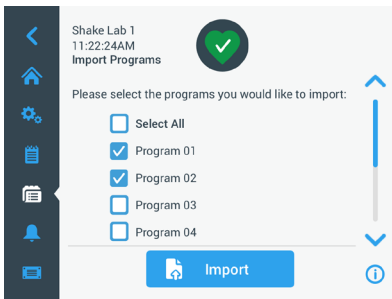 Shake Lab 1
11:22:24AM
Import Programs
Please select the programs you would like to import:
Select All
Program 01
Program 02
Program 03
Program 04
Import